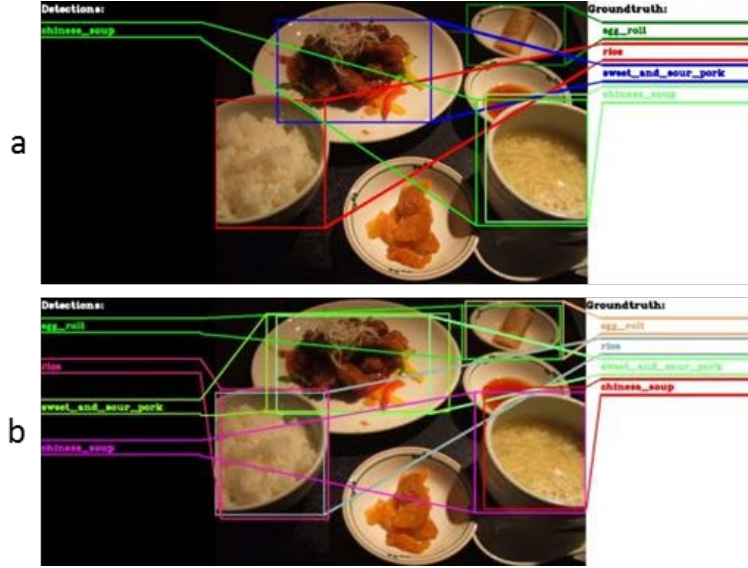 Detections:
Groundtruth:
chinese_soup
egg_roll
rice
sweet_and_sour_pork
chinese_soup
a
Detections:
Groundtruth:
egg_roll
egg_roll
rice
rice
sweet_and_sour_pork
sweet_and_sour_pork
chinese_soup
chinese_soup
b